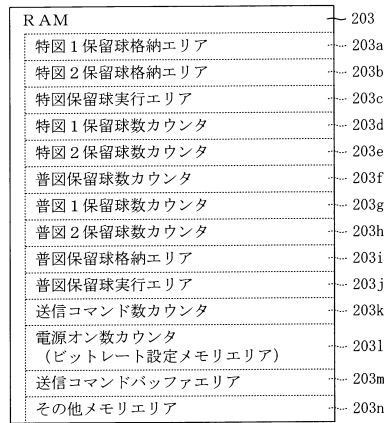 RAM 203
特図1保留球格納エリア 203a
特図2保留球格納エリア 203b
特図保留球実行エリア 203c
特図1保留球数カウンタ 203d
特図2保留球数カウンタ 203e
普図保留球数カウンタ 203f
普図1保留球数カウンタ 203g
普図2保留球数カウンタ 203h
普図保留球格納エリア 203i
普図保留球実行エリア 203j
送信コマンド数カウンタ 203k
電源オン数カウンタ
(ビットレート設定メモリエリア) 203l
送信コマンドバッファエリア 203m
その他メモリエリア 203n